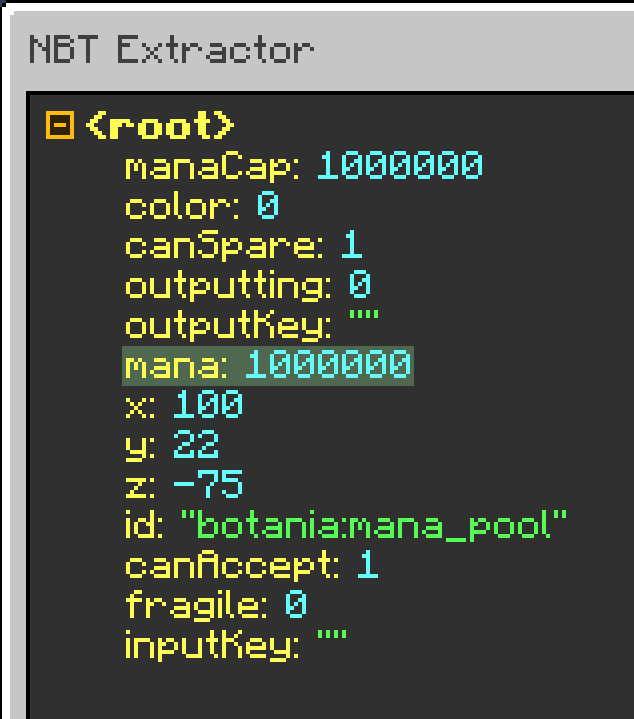 NBT Extractor
<root>
manaCap: 1000000
color: 0
canSpare: 1
outputting: 0
outputKey: ""
mana: 1000000
x: 100
y: 22
z: -75
id: "botania:mana_pool"
canAccept: 1
fragile: 0
inputKey: ""